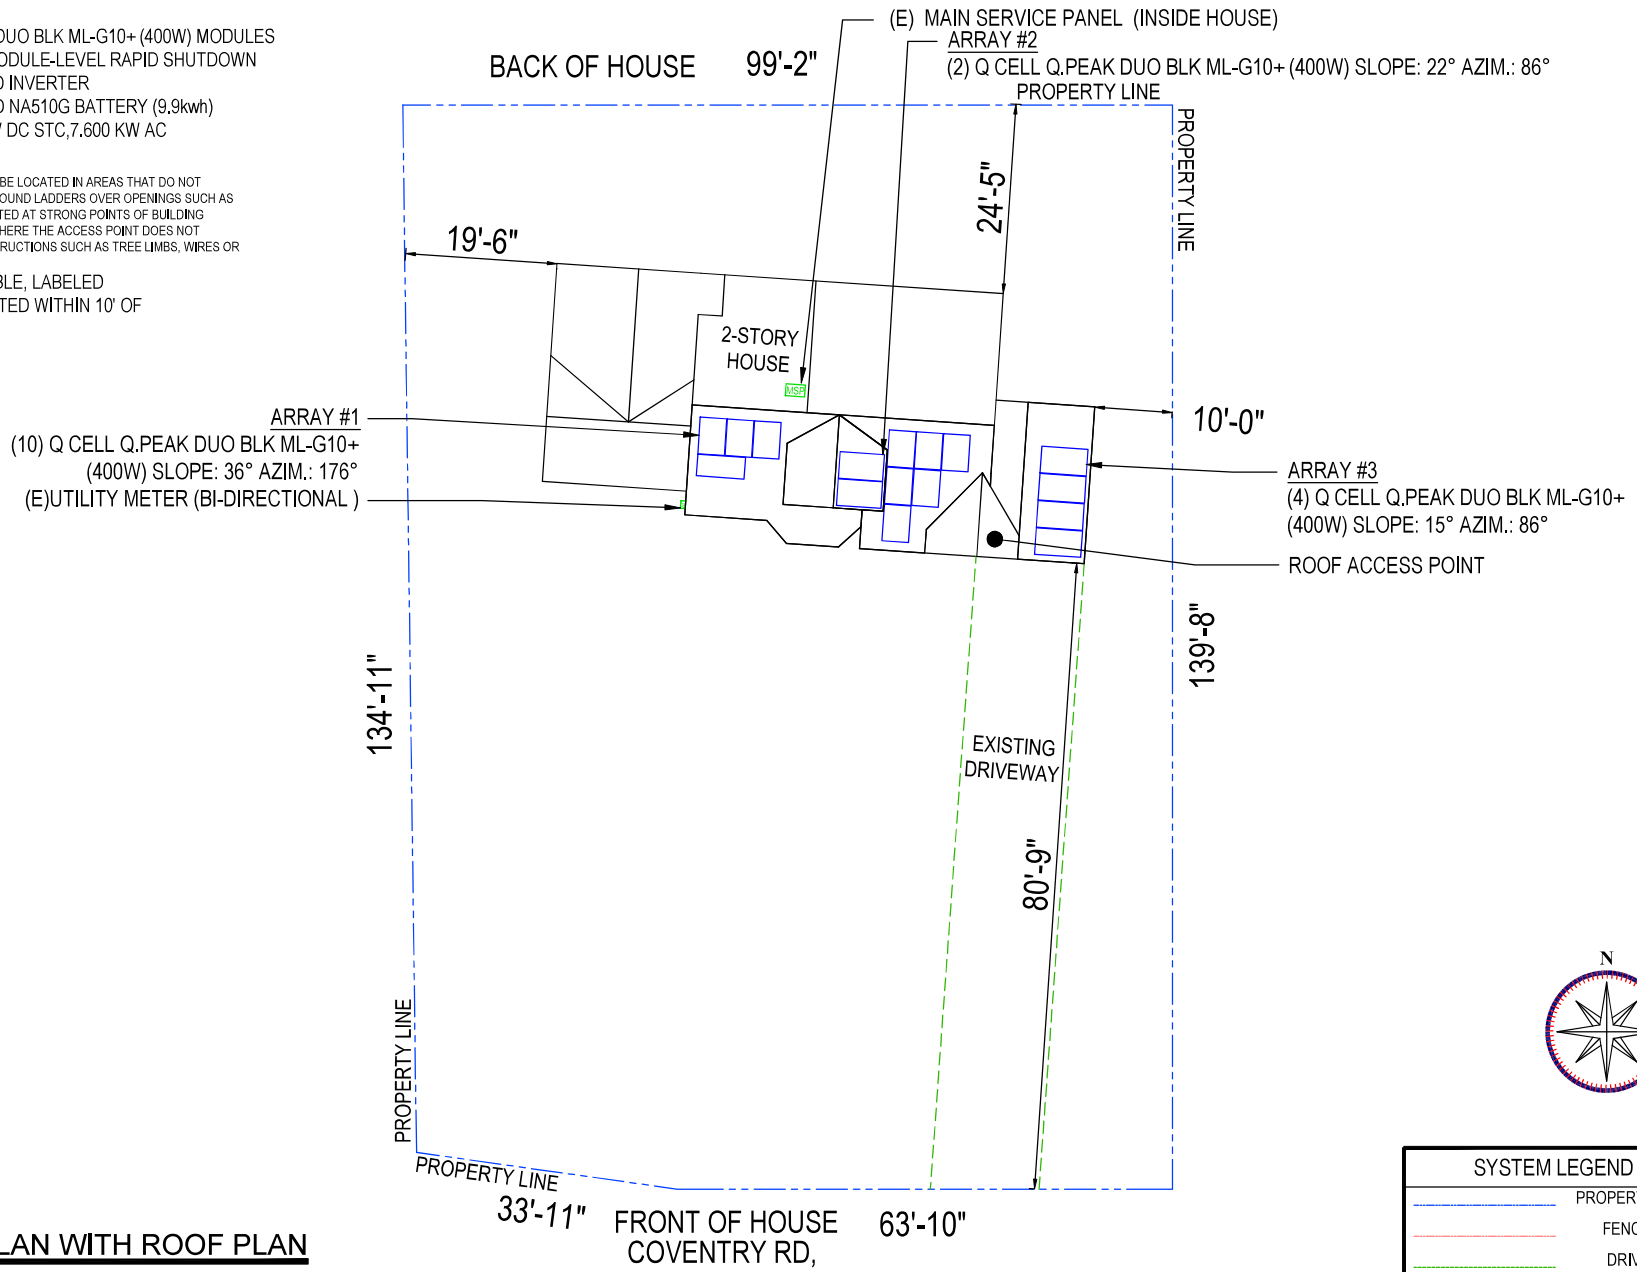 DUO BLK ML-G10+ (400W) MODULES
ODULE-LEVEL RAPID SHUTDOWN
INVERTER
NA510G BATTERY (9.9kwh)
DC STC,7.600 KW AC
BE LOCATED IN AREAS THAT DO NOT
OUND LADDERS OVER OPENINGS SUCH AS
TED AT STRONG POINTS OF BUILDING
HERE THE ACCESS POINT DOES NOT
RUCTIONS SUCH AS TREE LIMBS, WIRES OR
BLE, LABELED
TED WITHIN 10' OF
(E) MAIN SERVICE PANEL (INSIDE HOUSE)
ARRAY #2
(2) Q CELL Q.PEAK DUO BLK ML-G10+ (400W) SLOPE: 22° AZIM.: 86°
BACK OF HOUSE
99'-2"
PROPERTY LINE
PROPERTY LINE
24'-5"
19'-6"
2-STORY
HOUSE
MSP
10'-0"
ARRAY #1
(10) Q CELL Q.PEAK DUO BLK ML-G10+
(400W) SLOPE: 36° AZIM.: 176°
(E)UTILITY METER (BI-DIRECTIONAL )
ARRAY #3
(4) Q CELL Q.PEAK DUO BLK ML-G10+
(400W) SLOPE: 15° AZIM.: 86°
ROOF ACCESS POINT
134'-11"
139'-8"
EXISTING
DRIVEWAY
80'-9"
N
PROPERTY LINE
PROPERTY LINE
33'-11"
FRONT OF HOUSE
COVENTRY RD,
63'-10"
LAN WITH ROOF PLAN
SYSTEM LEGEND
PROPER
FENC
DRIV